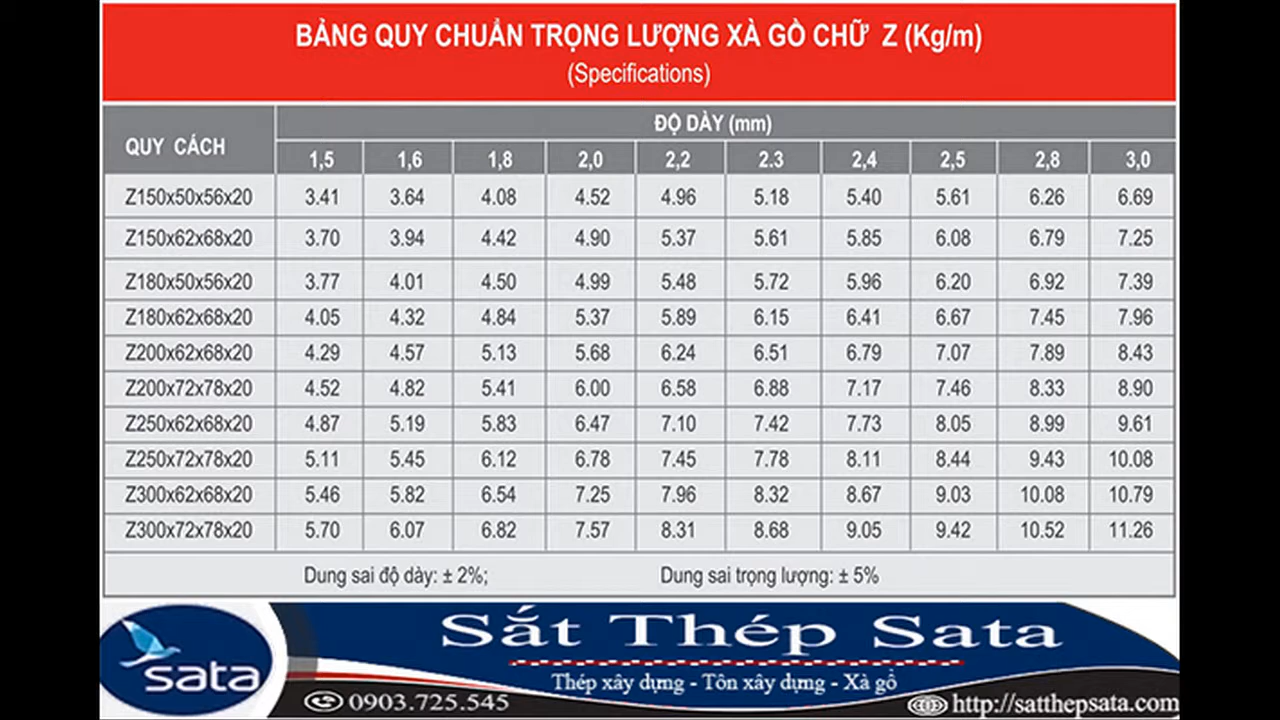 BẢNG QUY CHUẨN TRỌNG LƯỢNG XÀ GỒ CHỮ Z (Kg/m)
(Specifications)
QUY CÁCH
ĐỘ DÀY (mm)
1,5 1,6 1,8 2,0 2,2 2.3 2,4 2,5 2,8 3,0
Z150x50x56x20 3.41 3.64 4.08 4.52 4.96 5.18 5.40 5.61 6.26 6.69
Z150x62x68x20 3.70 3.94 4.42 4.90 5.37 5.61 5.85 6.08 6.79 7.25
Z180x50x56x20 3.77 4.01 4.50 4.99 5.48 5.72 5.96 6.20 6.92 7.39
Z180x62x68x20 4.05 4.32 4.84 5.37 5.89 6.15 6.41 6.67 7.45 7.96
Z200x62x68x20 4.29 4.57 5.13 5.68 6.24 6.51 6.79 7.07 7.89 8.43
Z200x72x78x20 4.52 4.82 5.41 6.00 6.58 6.88 7.17 7.46 8.33 8.90
Z250x62x68x20 4.87 5.19 5.83 6.47 7.10 7.42 7.73 8.05 8.99 9.61
Z250x72x78x20 5.11 5.45 6.12 6.78 7.45 7.78 8.11 8.44 9.43 10.08
Z300x62x68x20 5.46 5.82 6.54 7.25 7.96 8.32 8.67 9.03 10.08 10.79
Z300x72x78x20 5.70 6.07 6.82 7.57 8.31 8.68 9.05 9.42 10.52 11.26
Dung sai độ dày: ± 2%; Dung sai trọng lượng: ± 5%
Sắt Thép Sata
sata
Thép xây dựng - Tôn xây dựng - Xà gồ
0903.725.545
http://satthepsata.com